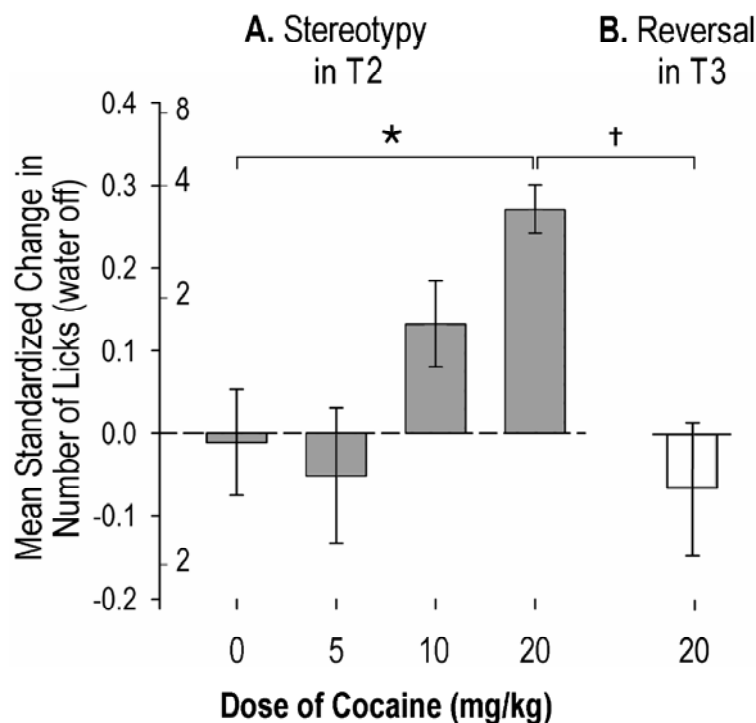 A. Stereotypy
in T2
B. Reversal
in T3
Mean Standardized Change in
Number of Licks (water off)
0.4
0.3
0.2
0.1
0.0
-0.1
-0.2
8
4
2
2
*
†
0 5 10 20 20
Dose of Cocaine (mg/kg)